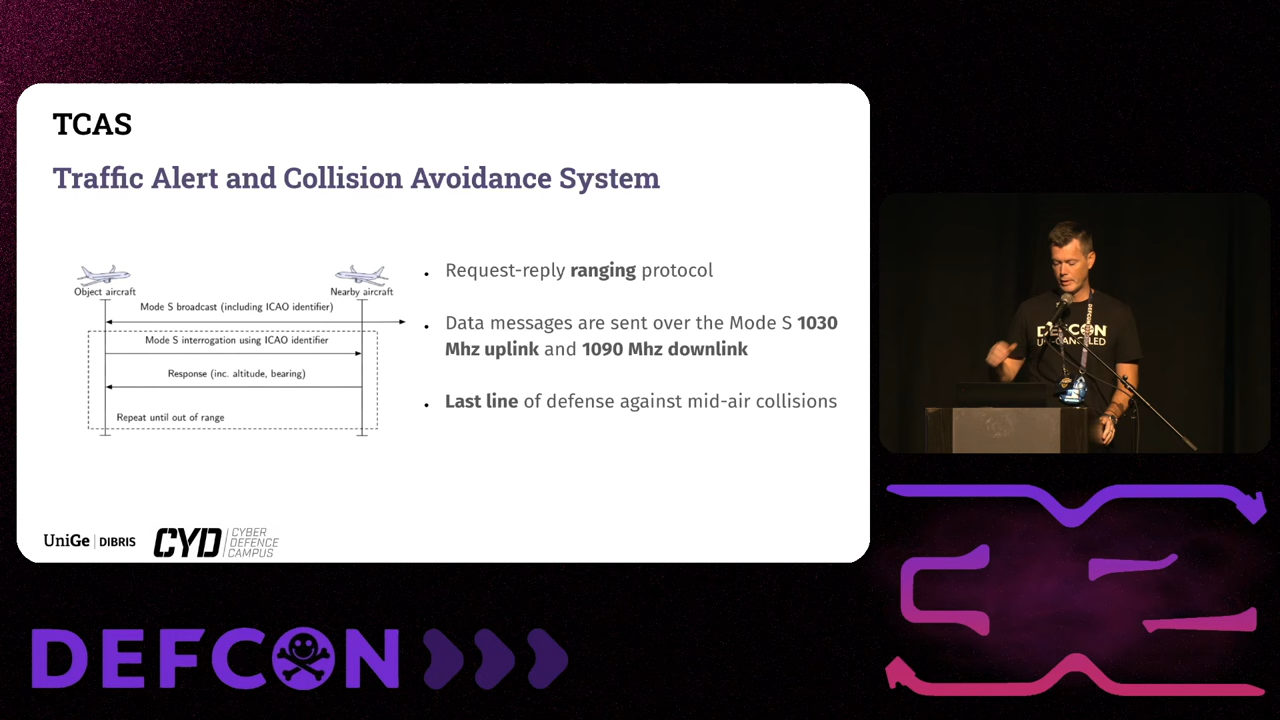 TCAS
Traffic Alert and Collision Avoidance System
Object aircraft
Nearby aircraft
Mode S broadcast (including ICAO identifier)
Mode S interrogation using ICAO identifier
Response (inc. altitude, bearing)
Repeat until out of range
Request-reply ranging protocol
Data messages are sent over the Mode S 1030
Mhz uplink and 1090 Mhz downlink
Last line of defense against mid-air collisions
UniGe | DIBRIS
CYD
CYBER
DEFENCE
CAMPUS
DEFCON
UN-CANCELLED
DEFCON